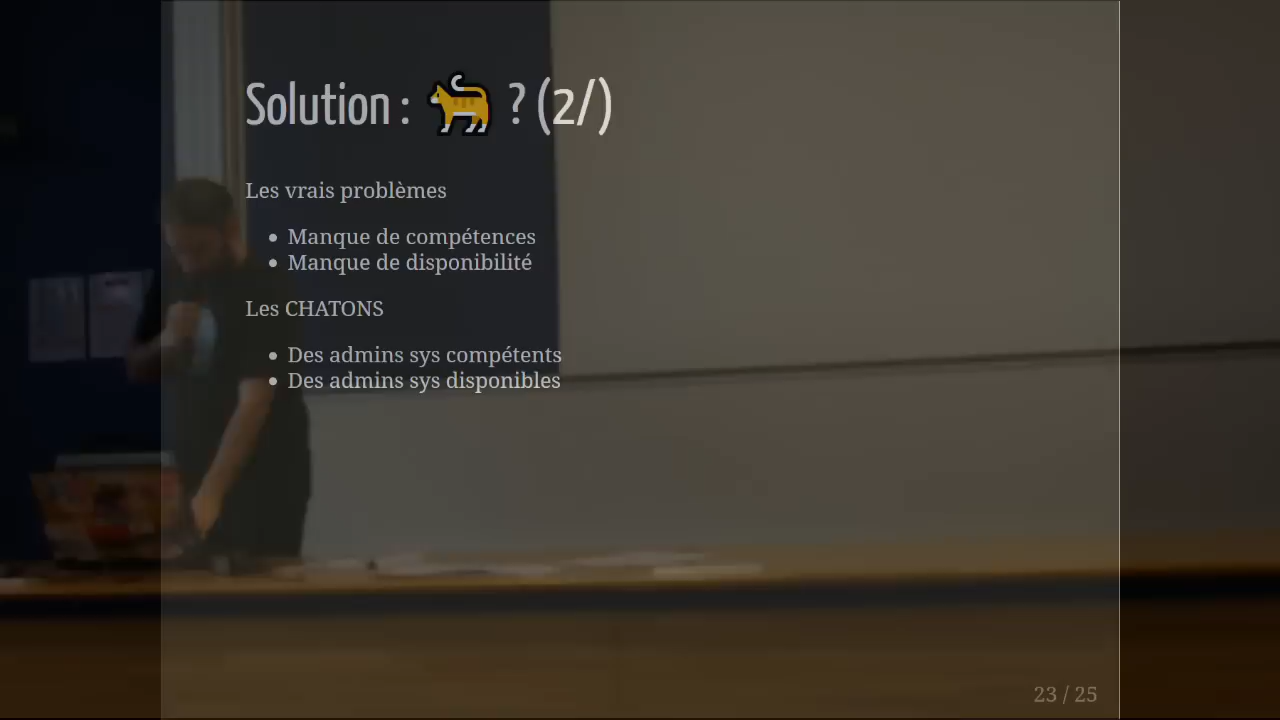 Solution : 🐈 ? (2/)
Les vrais problèmes
• Manque de compétences
• Manque de disponibilité
Les CHATONS
• Des admins sys compétents
• Des admins sys disponibles
23 / 25